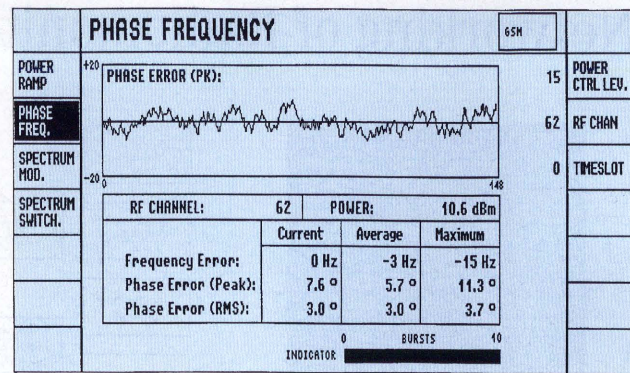 PHASE FREQUENCY
GSM
POWER
RAMP
PHASE
FREQ.
SPECTRUM
MOD.
SPECTRUM
SWITCH.
+20
PHASE ERROR (PK):
-20
0
148
15
POWER
CTRL LEV.
62
RF CHAN
0
TIMESLOT
RF CHANNEL: 62 POWER: 10.6 dBm
Current Average Maximum
Frequency Error: 0 Hz -3 Hz -15 Hz
Phase Error (Peak): 7.6 º 5.7 º 11.3 º
Phase Error (RMS): 3.0 º 3.0 º 3.7 º
0 BURSTS 10
INDICATOR